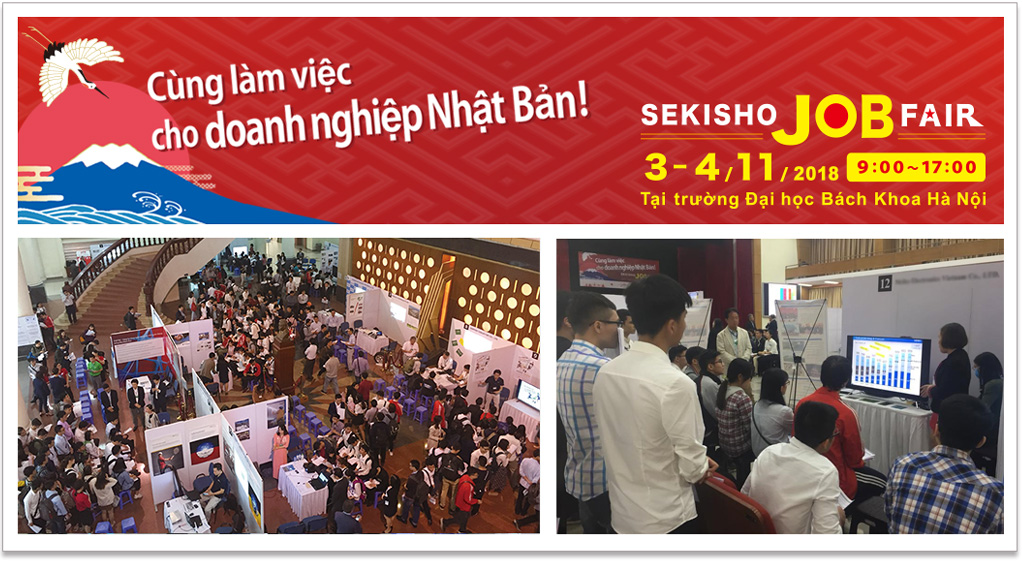 Cùng làm việc
cho doanh nghiệp Nhật Bản!
SEKISHO JOB FAIR
3-4/11/2018 9:00~17:00
Tại trường Đại học Bách Khoa Hà Nội
Cùng làm việc
cho doanh nghiệp Nhật Bản!
12